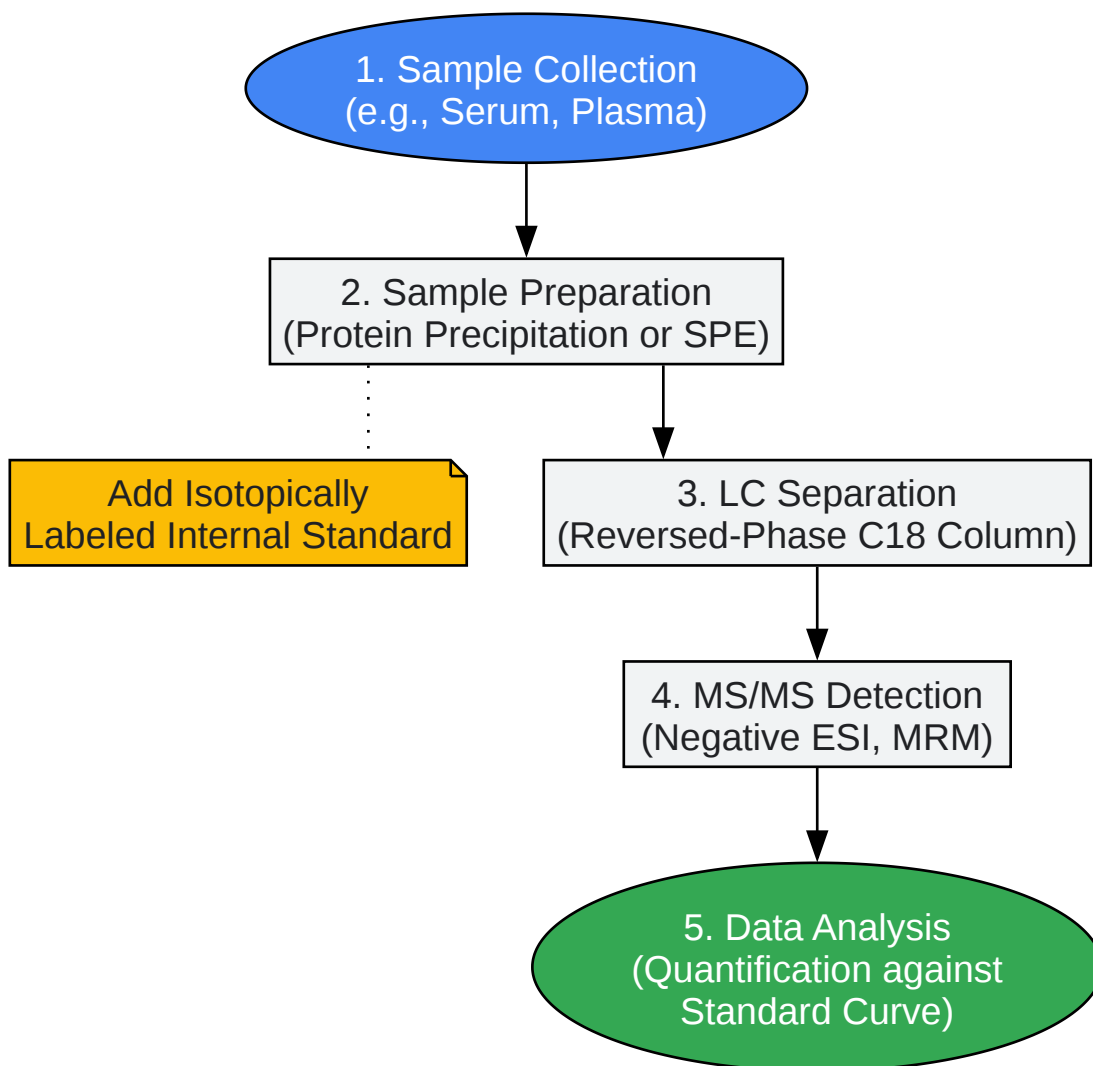 1. Sample Collection
(e.g., Serum, Plasma)
2. Sample Preparation
(Protein Precipitation or SPE)
Add Isotopically
Labeled Internal Standard
3. LC Separation
(Reversed-Phase C18 Column)
4. MS/MS Detection
(Negative ESI, MRM)
5. Data Analysis
(Quantification against
Standard Curve)